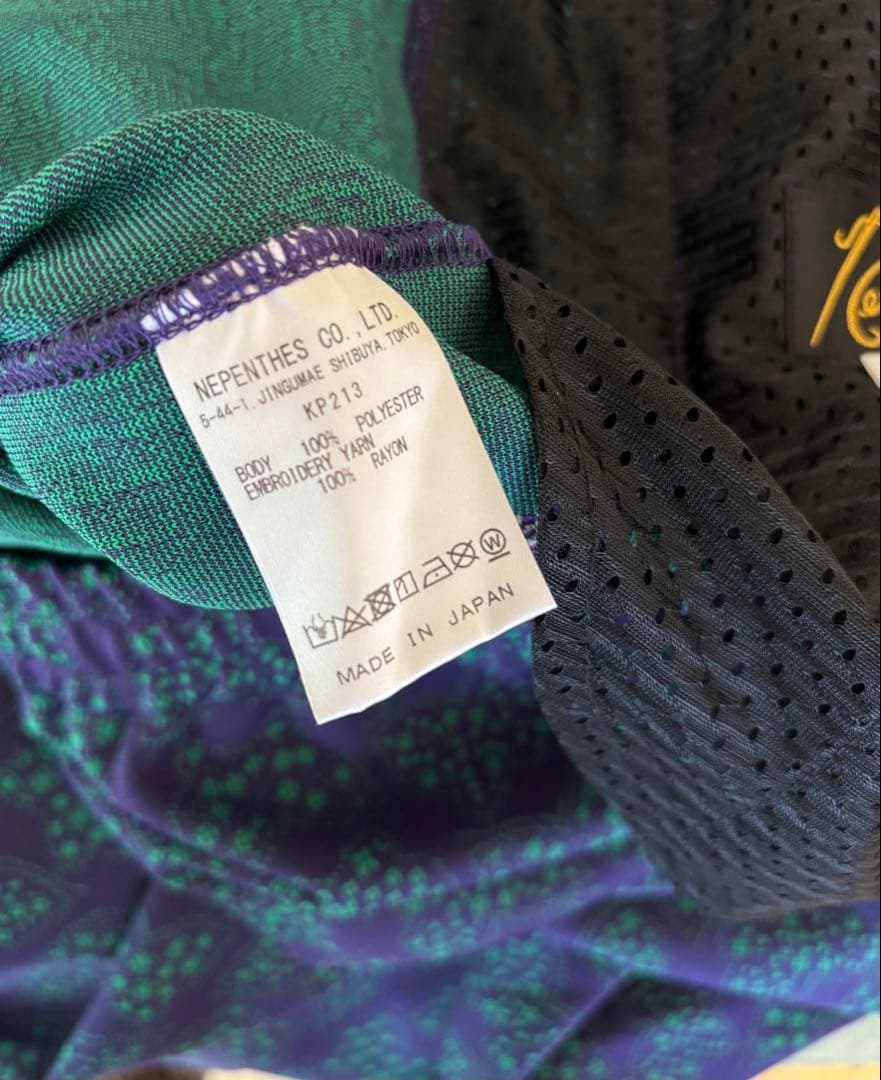 NEPENTHES CO.,LTD.
5-44-1, JINGUMAE SHIBUYA, TOKYO
KP213
BODY 100% POLYESTER
EMBROIDERY YARN
100% RAYON
W
MADE IN JAPAN